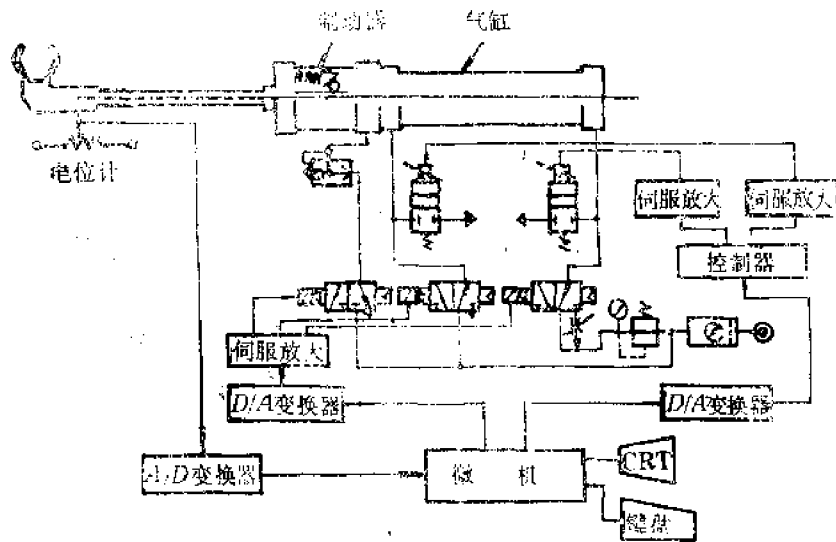 制动器
气缸
电位计
伺服放大
伺服放大
控制器
伺服放大
D/A变换器
D/A变换器
A/D变换器
微 机
CRT
键盘